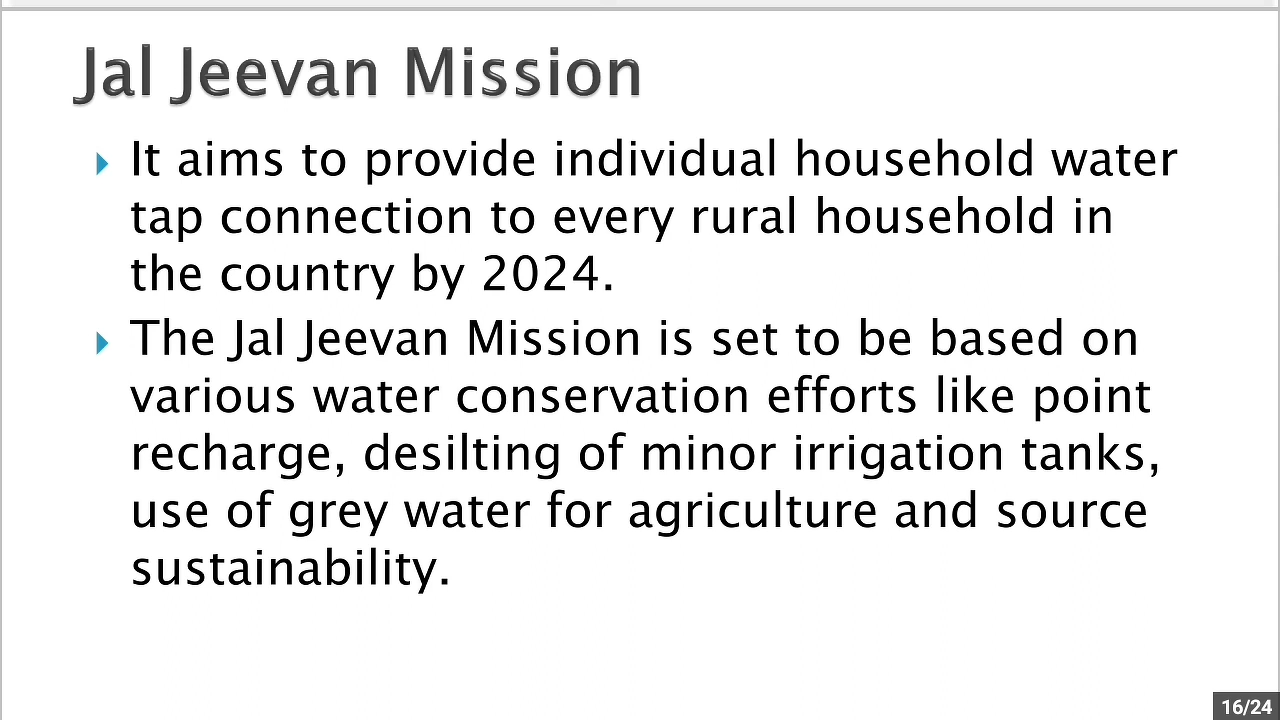 Jal Jeevan Mission
It aims to provide individual household water
tap connection to every rural household in
the country by 2024.
The Jal Jeevan Mission is set to be based on
various water conservation efforts like point
recharge, desilting of minor irrigation tanks,
use of grey water for agriculture and source
sustainability.
16/24